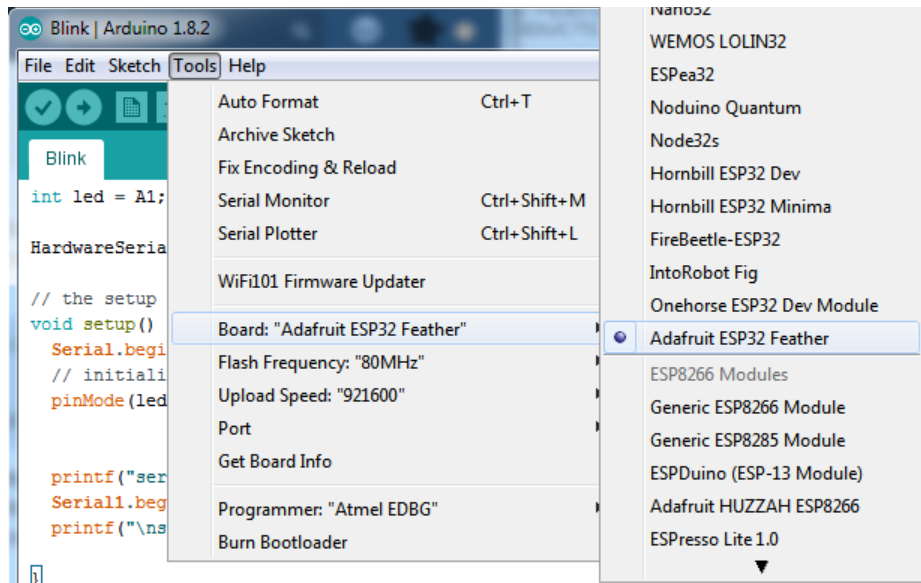 Blink | Arduino 1.8.2
File Edit Sketch Tools Help
Blink
int led = A1;
HardwareSeria
// the setup
void setup()
Serial.begi
// initiali
pinMode(led
printf("ser
Serial1.beg
printf("\ns
}
Auto Format Ctrl+T
Archive Sketch
Fix Encoding & Reload
Serial Monitor Ctrl+Shift+M
Serial Plotter Ctrl+Shift+L
WiFi101 Firmware Updater
Board: "Adafruit ESP32 Feather"
Flash Frequency: "80MHz"
Upload Speed: "921600"
Port
Get Board Info
Programmer: "Atmel EDBG"
Burn Bootloader
Nano32
WEMOS LOLIN32
ESPea32
Noduino Quantum
Node32s
Hornbill ESP32 Dev
Hornbill ESP32 Minima
FireBeetle-ESP32
IntoRobot Fig
Onehorse ESP32 Dev Module
Adafruit ESP32 Feather
ESP8266 Modules
Generic ESP8266 Module
Generic ESP8285 Module
ESPDuino (ESP-13 Module)
Adafruit HUZZAH ESP8266
ESPresso Lite 1.0